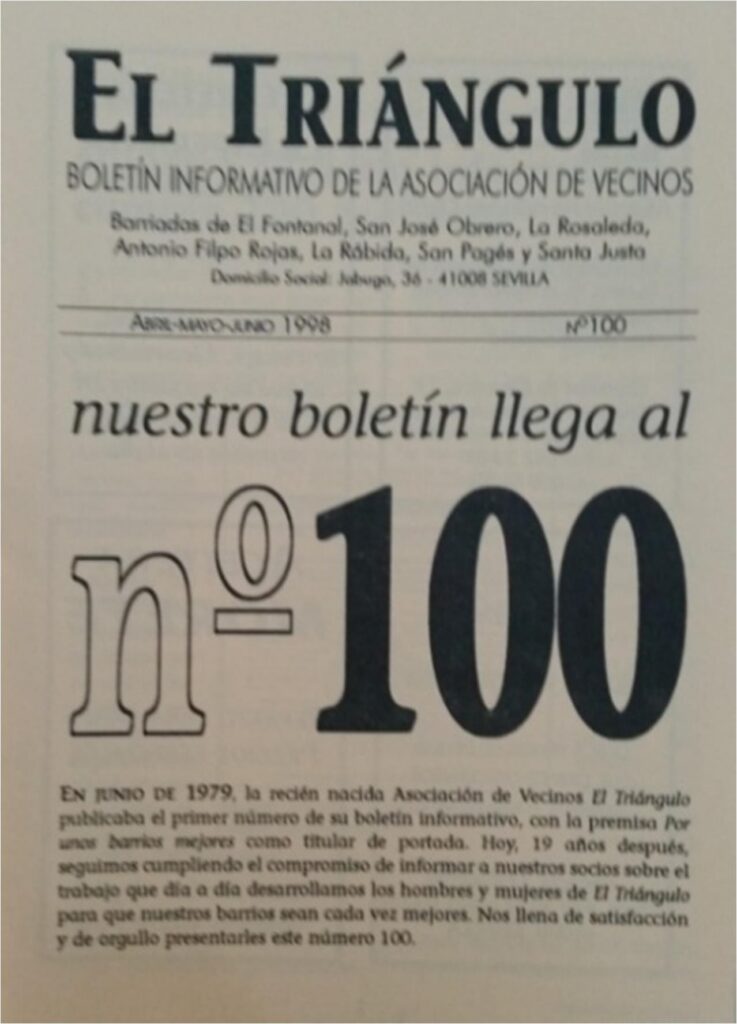 EL TRIÁNGULO
BOLETÍN INFORMATIVO DE LA ASOCIACIÓN DE VECINOS
Barriadas de El Fontanal, San José Obrero, La Rosaleda,
Antonio Filpo Rojas, La Rábida, San Pagés y Santa Justa
Domicilio Social: Jabugo, 36 - 41008 SEVILLA
ABRIL-MAYO-JUNIO 1998 Nº100
nuestro boletín llega al
nº100
EN JUNIO DE 1979, la recién nacida Asociación de Vecinos El Triángulo
publicaba el primer número de su boletín informativo, con la premisa Por
unos barrios mejores como titular de portada. Hoy, 19 años después,
seguimos cumpliendo el compromiso de informar a nuestros socios sobre el
trabajo que día a día desarrollamos los hombres y mujeres de El Triángulo
para que nuestros barrios sean cada vez mejores. Nos llena de satisfacción
y de orgullo presentarles este número 100.